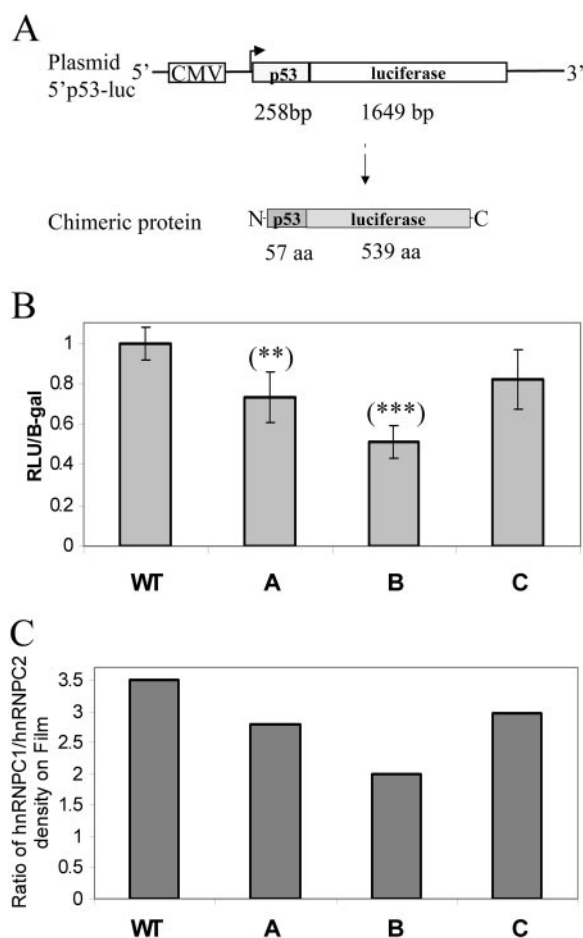 A
Plasmid
5'p53-luc
5' CMV p53 luciferase 3'
258bp 1649 bp
Chimeric protein N p53 luciferase C
57 aa 539 aa
B
RLU/B-gal
1
0.8
0.6
0.4
0.2
0
(**)
(***)
WT A B C
C
Ratio of hnRNPC1/hnRNPC2
density on Film
3.5
3
2.5
2
1.5
1
0.5
0
WT A B C